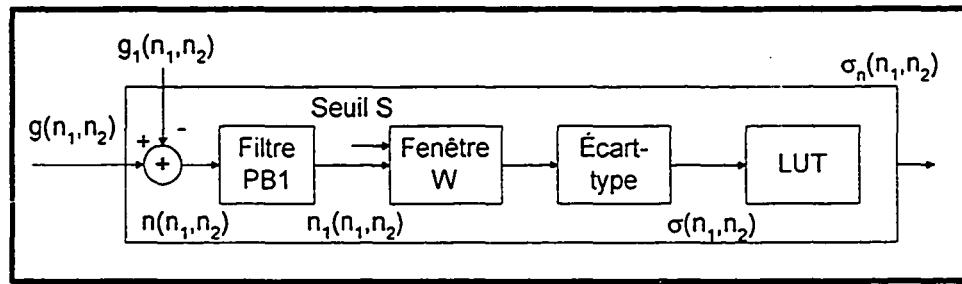 g₁(n₁,n₂)
σₙ(n₁,n₂)
Seuil S
g(n₁,n₂)
+
-
+
Filtre
PB1
Fenêtre
W
Écart-
type
LUT
n(n₁,n₂)
n₁(n₁,n₂)
σ(n₁,n₂)